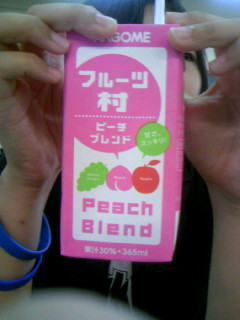 KAGOME
フルーツ
村
ピーチ
ブレンド
甘さ、
スッキリ!
Peach
Blend
果汁30%・365ml